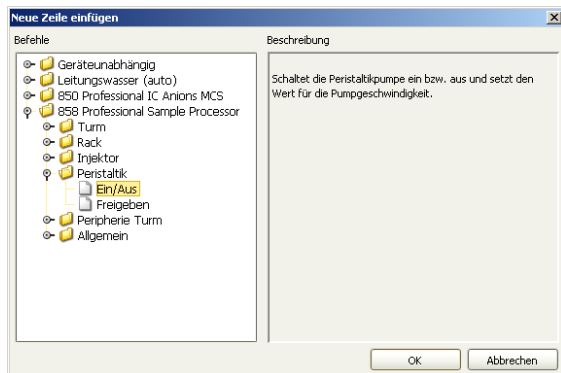 Neue Zeile einfügen
Befehle
Geräteunabhängig
Leitungswasser (auto)
850 Professional IC Anions MCS
858 Professional Sample Processor
Turm
Rack
Injektor
Peristaltik
Ein/Aus
Freigeben
Peripherie Turm
Allgemein
Beschreibung
Schaltet die Peristaltikpumpe ein bzw. aus und setzt den
Wert für die Pumpgeschwindigkeit.
OK
Abbrechen